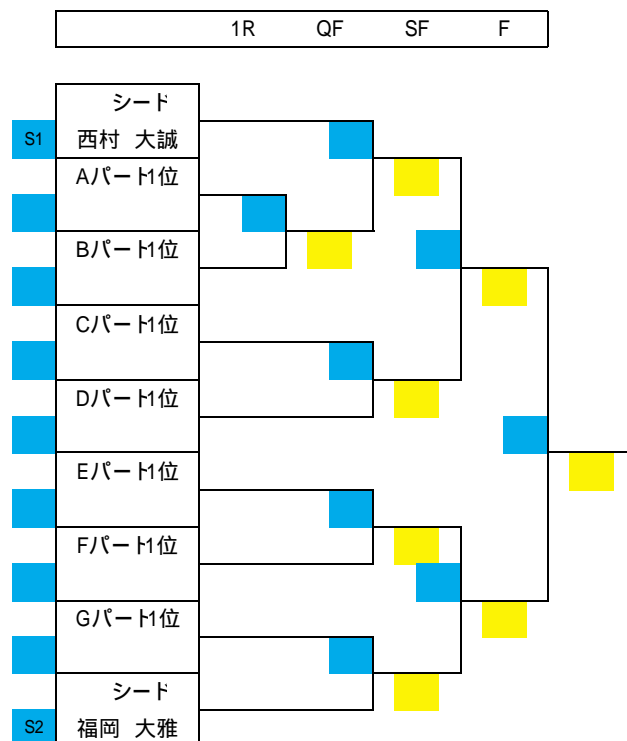 1R QF SF F
シード
S1 西村 大誠
Aパート1位
Bパート1位
Cパート1位
Dパート1位
Eパート1位
Fパート1位
Gパート1位
シード
S2 福岡 大雅